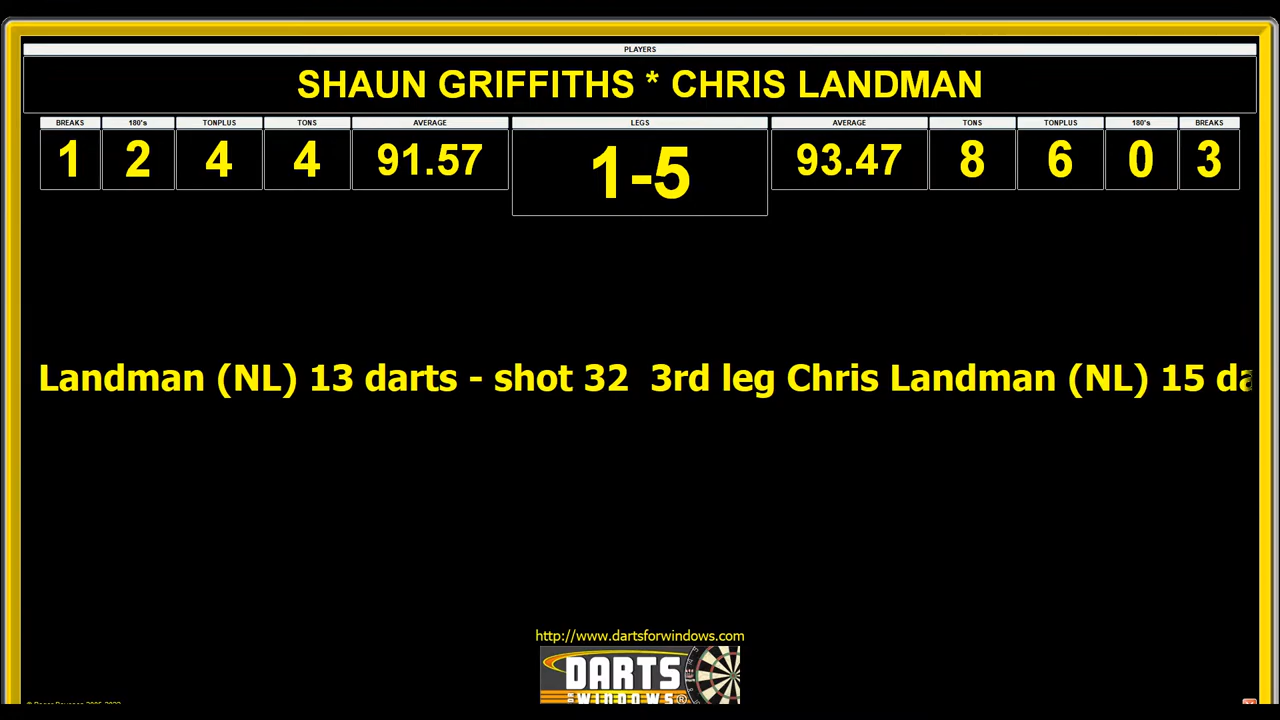 PLAYERS
SHAUN GRIFFITHS * CHRIS LANDMAN
BREAKS 180's TONPLUS TONS AVERAGE LEGS AVERAGE TONS TONPLUS 180's BREAKS
1 2 4 4 91.57 1-5 93.47 8 6 0 3
Landman (NL) 13 darts - shot 32 3rd leg Chris Landman (NL) 15 da
http://www.dartsforwindows.com
DARTS
WINDOWS®